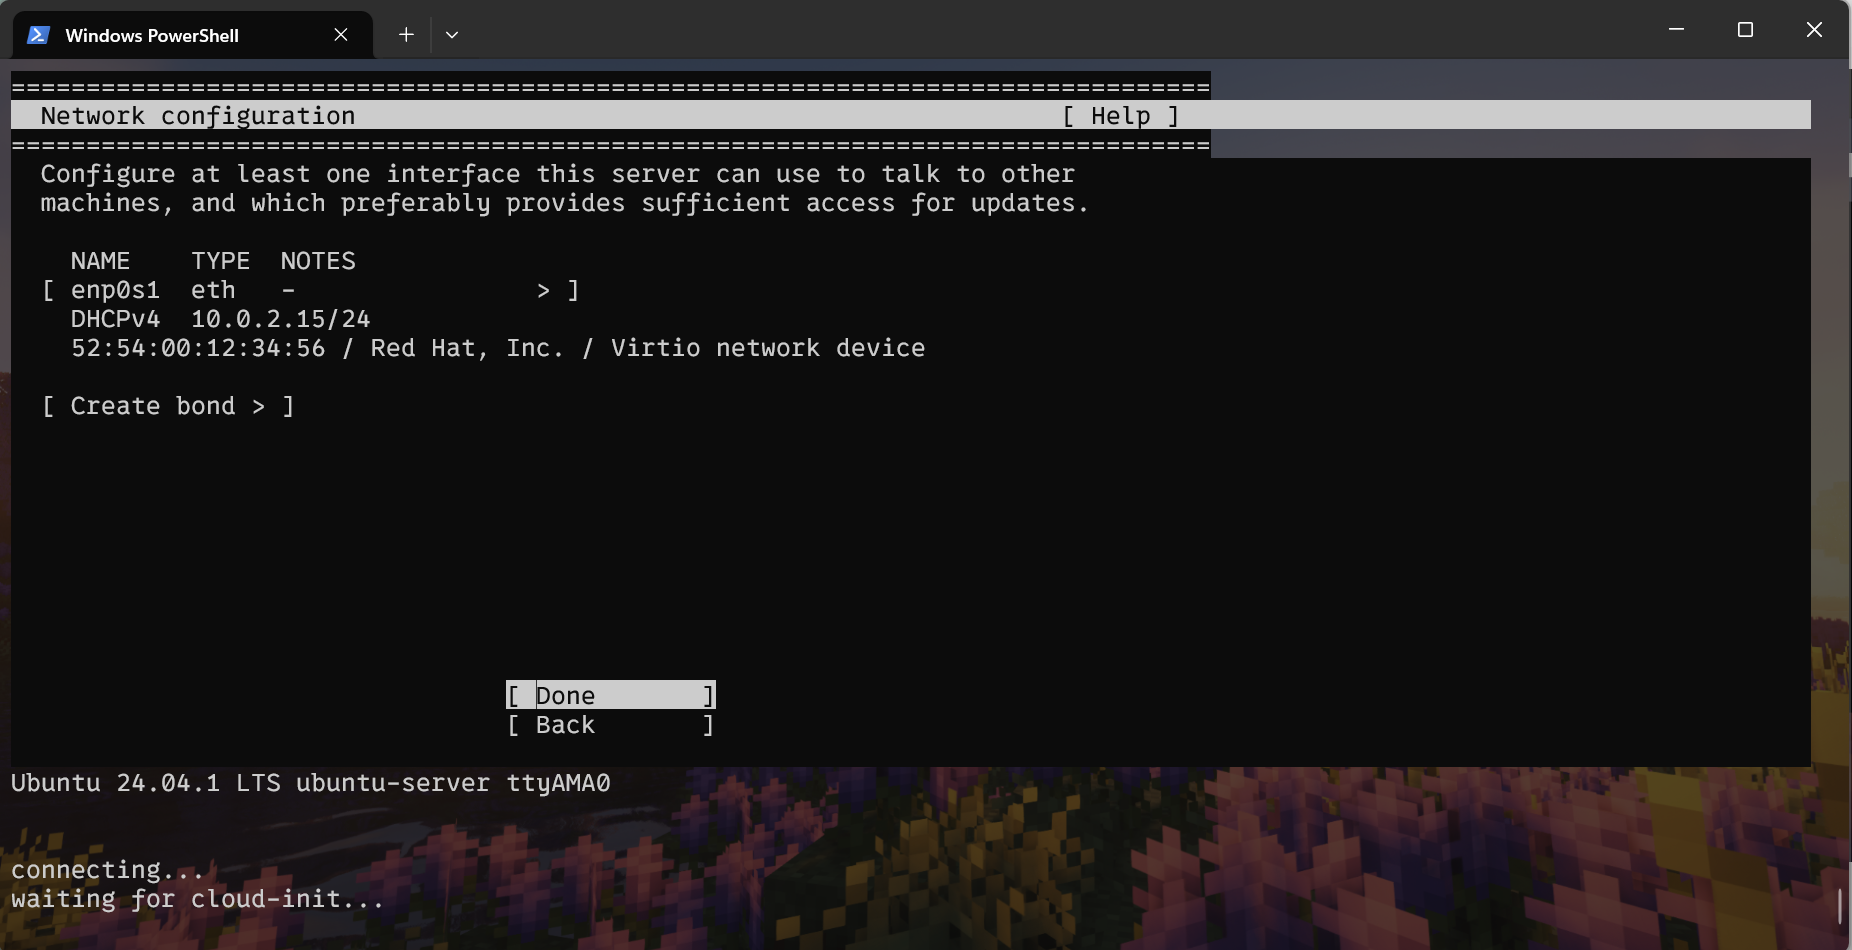 Windows PowerShell
================================================================================
Network configuration [ Help ]
================================================================================
Configure at least one interface this server can use to talk to other
machines, and which preferably provides sufficient access for updates.
NAME TYPE NOTES
[ enp0s1 eth - > ]
DHCPv4 10.0.2.15/24
52:54:00:12:34:56 / Red Hat, Inc. / Virtio network device
[ Create bond > ]
[ Done ]
[ Back ]
Ubuntu 24.04.1 LTS ubuntu-server ttyAMA0
connecting...
waiting for cloud-init...